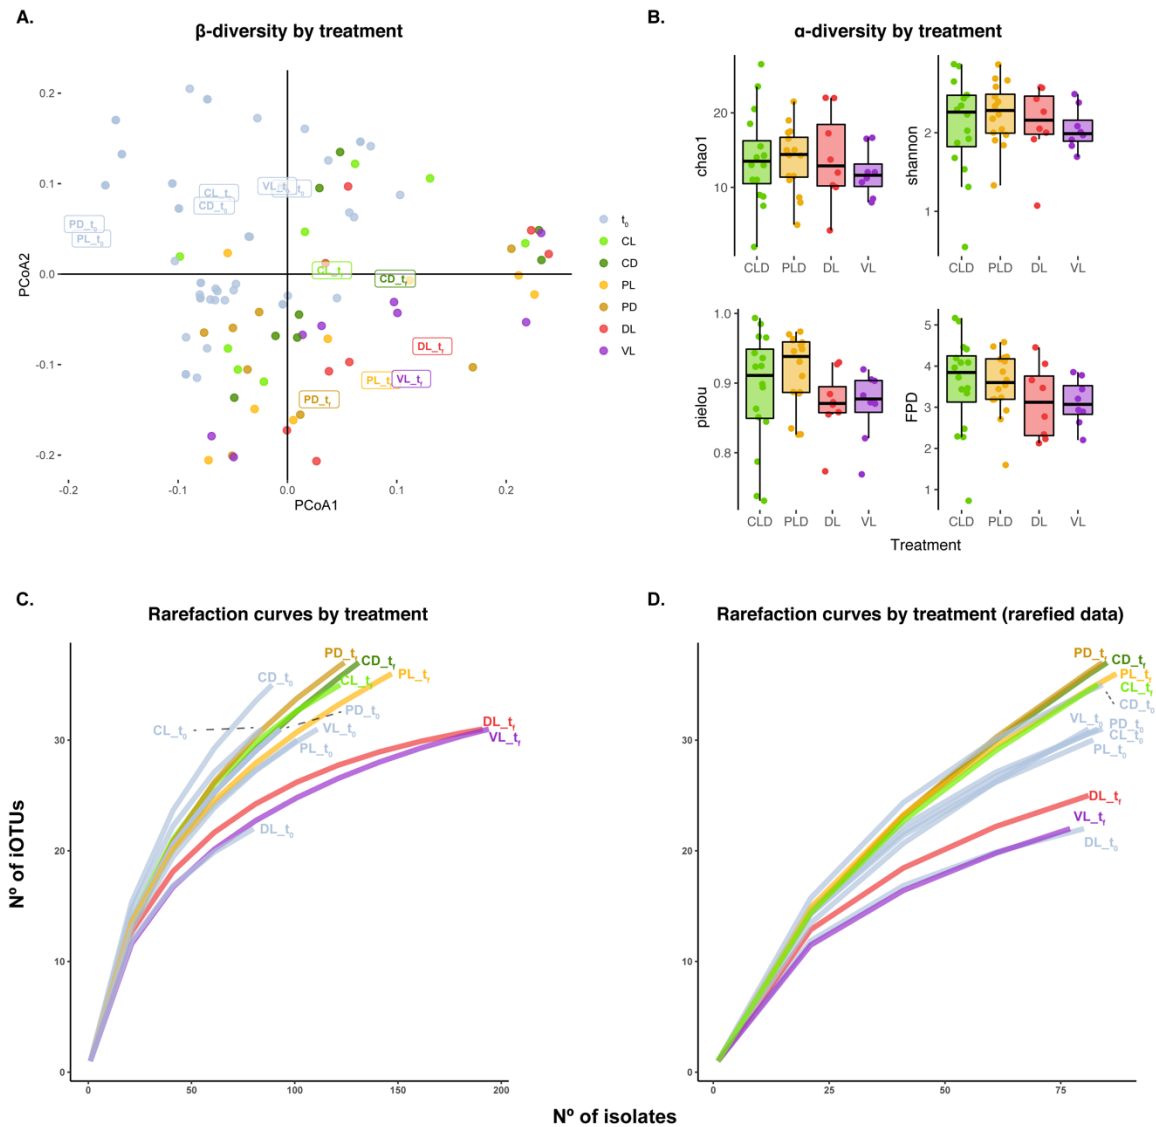 A.
β-diversity by treatment
0.2
0.1
0.0
-0.1
-0.2
PCoA2
-0.2
-0.1
0.0
0.1
0.2
PCoA1
CL_t
CD_t₀
VL_t₀
PD_t₀
PL_t₀
CL_t
CD_tf
DL_tf
PL_t
VL_tf
PD_tf
t₀
CL
CD
PL
PD
DL
VL
B.
α-diversity by treatment
chao1
20
10
CLD
PLD
DL
VL
shannon
2
1
CLD
PLD
DL
VL
pielou
1.0
0.9
0.8
CLD
PLD
DL
VL
FPD
5
4
3
2
1
CLD
PLD
DL
VL
Treatment
C.
Rarefaction curves by treatment
PD_tf
CD_tf
CD_t₀
CL_tf
PL_tf
PD_t₀
CL_t₀
VL_t₀
DL_tf
VL_tf
PL_t₀
DL_t₀
30
20
10
0
0
50
100
150
200
D.
Rarefaction curves by treatment (rarefied data)
PD_tf
CD_tf
PL_tf
CL_tf
CD_t₀
VL_t₀
PD_t₀
CL_t₀
PL_t₀
DL_tf
VL_tf
DL_t₀
30
20
10
0
0
25
50
75
Nº of iOTUs
Nº of isolates